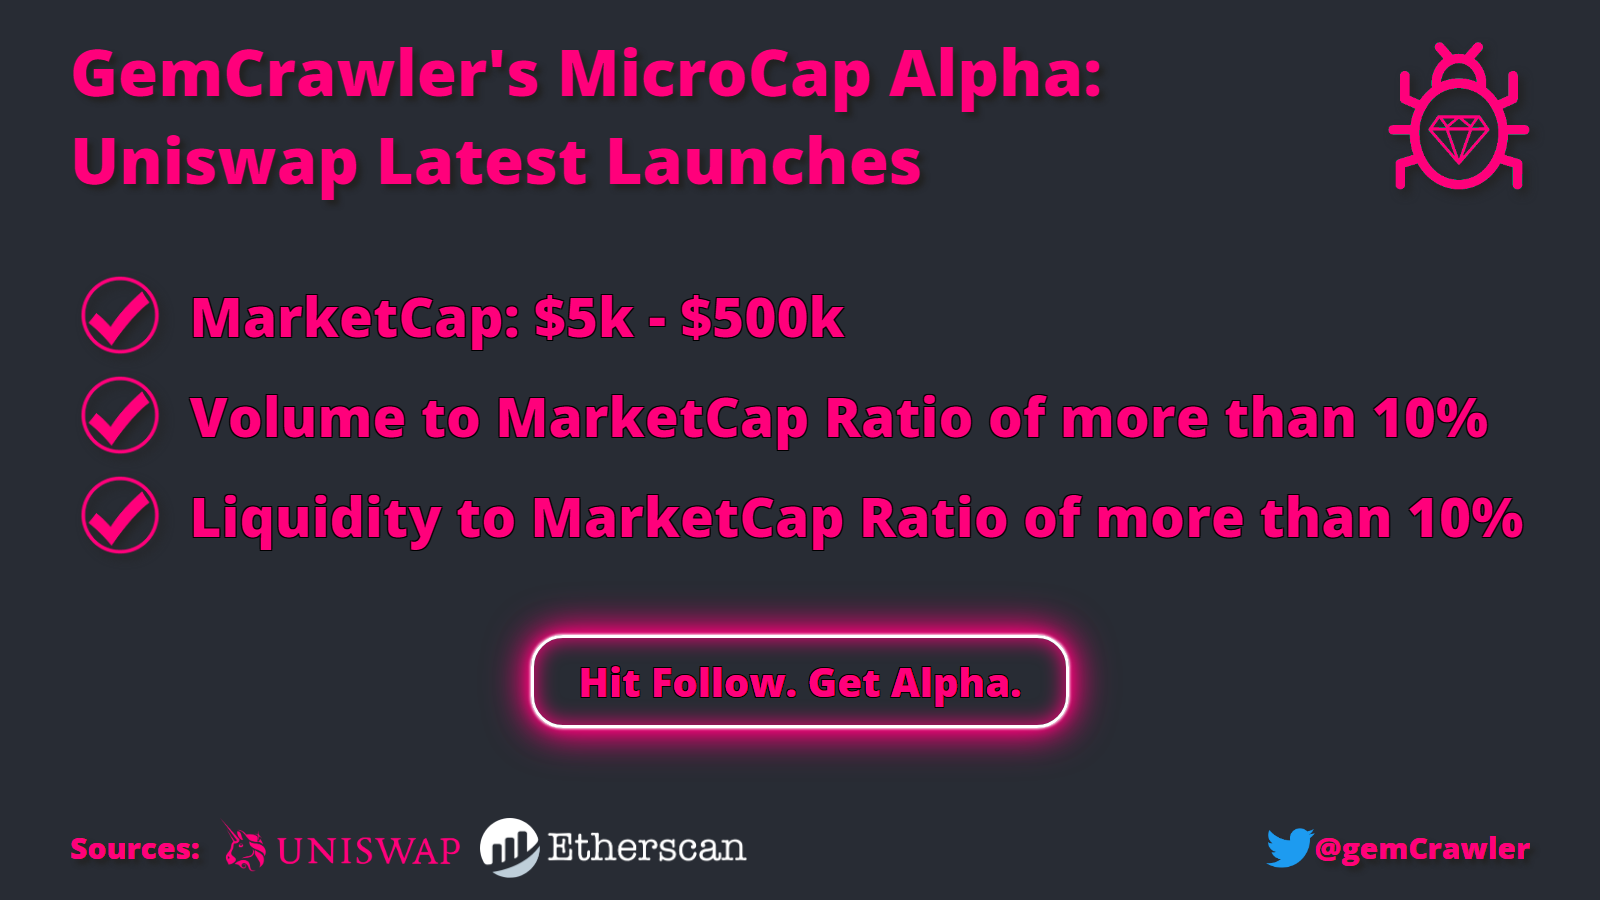 GemCrawler's MicroCap Alpha:
Uniswap Latest Launches
MarketCap: $5k - $500k
Volume to MarketCap Ratio of more than 10%
Liquidity to MarketCap Ratio of more than 10%
Hit Follow. Get Alpha.
Sources: UNISWAP Etherscan @gemCrawler